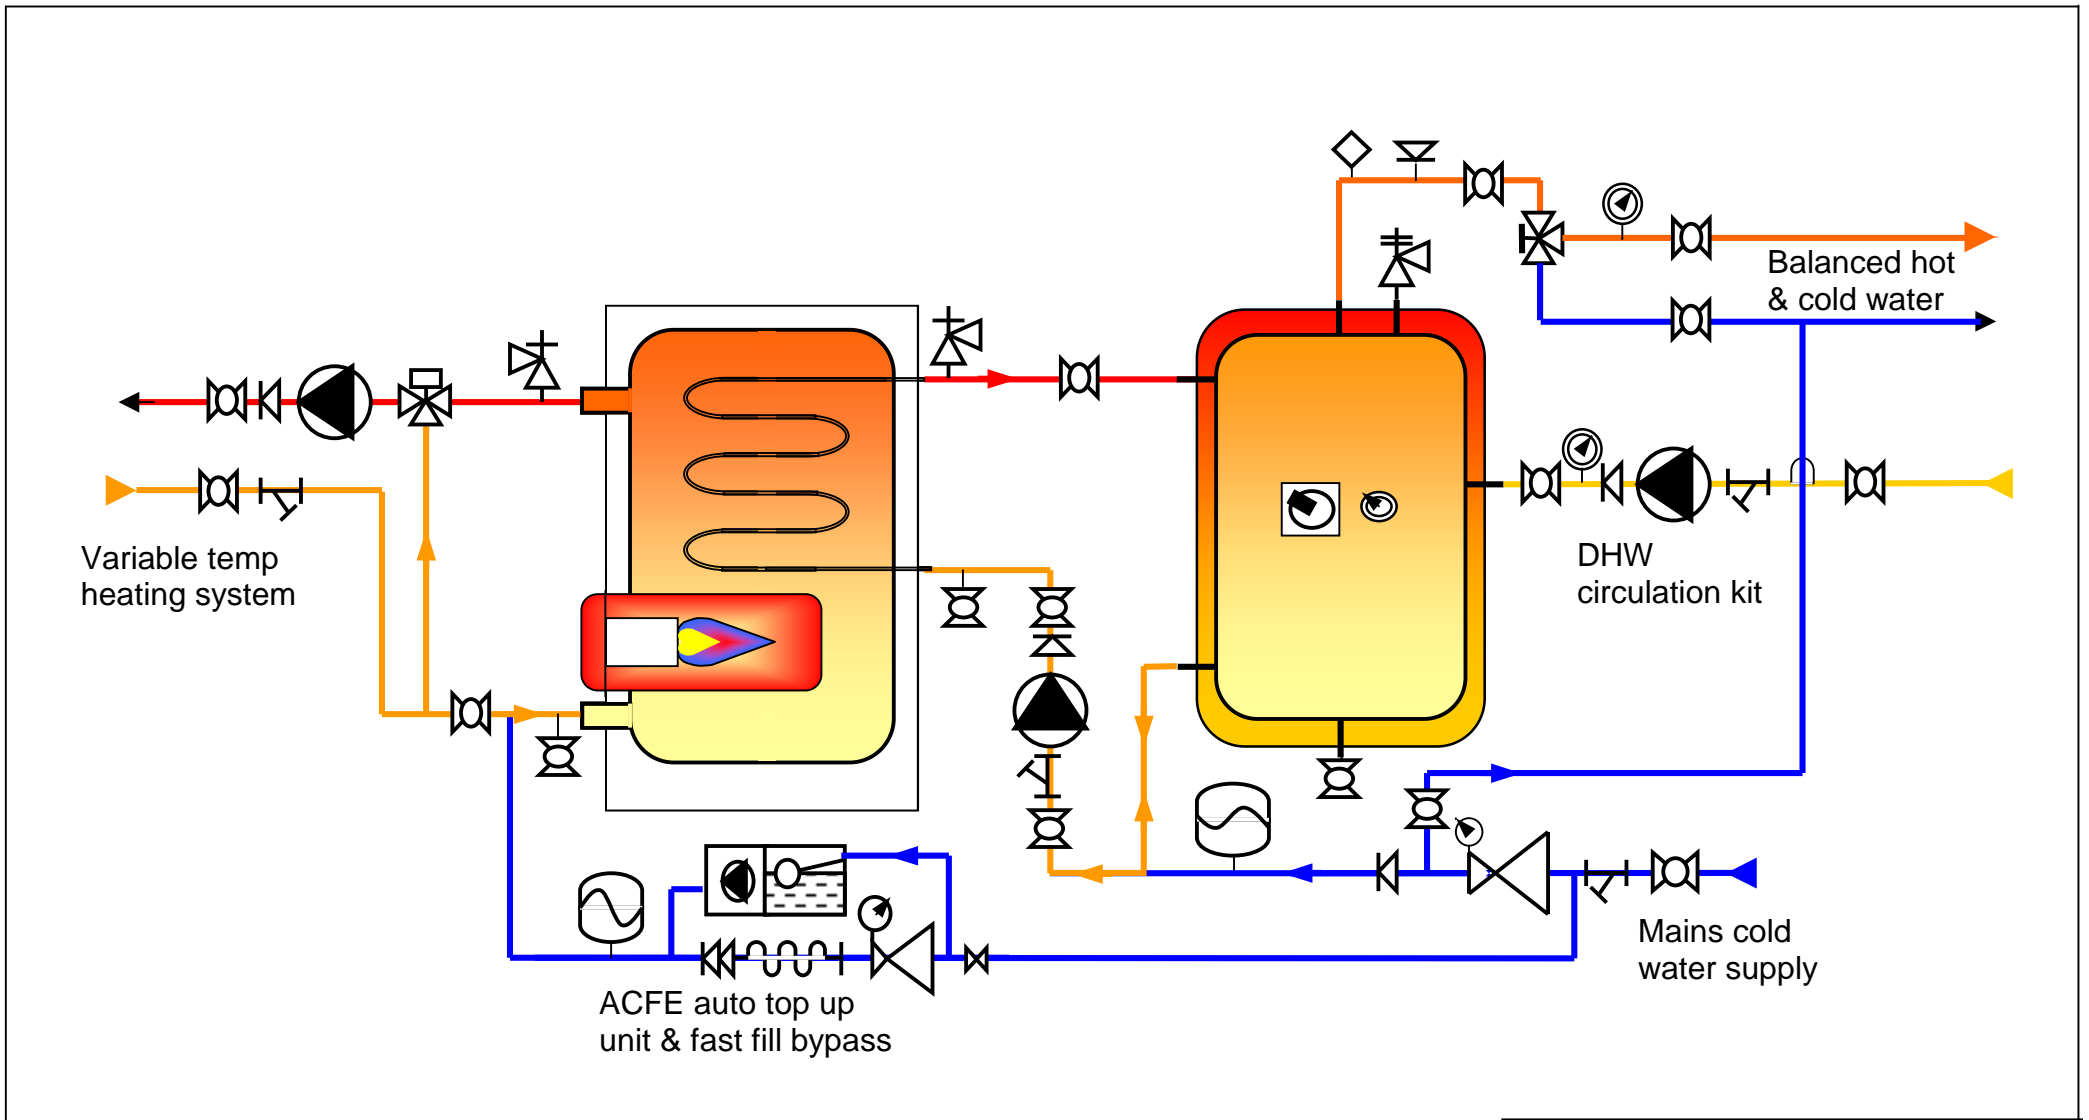 Balanced hot
& cold water
Variable temp
heating system
DHW
circulation kit
Mains cold
water supply
ACFE auto top up
unit & fast fill bypass